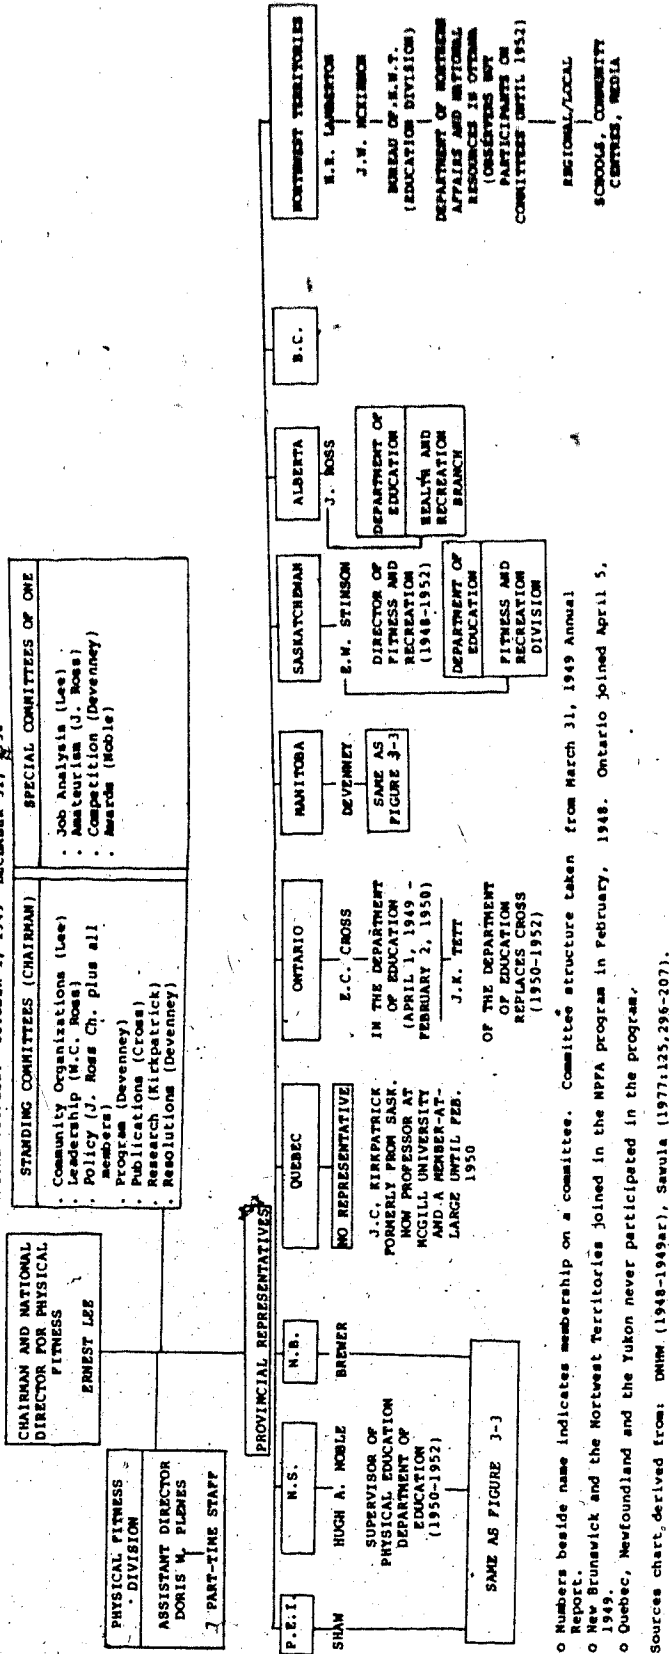 CHAIRMAN AND NATIONAL
DIRECTOR FOR PHYSICAL
FITNESS
ERNEST LEE
PHYSICAL FITNESS
DIVISION
ASSISTANT DIRECTOR
DORIS W. PLEWES
7 PART-TIME STAFF
STANDING COMMITTEES (CHAIRMAN)
. Community Organizations (Lee)
. Leadership (W.C. Ross)
. Policy (J. Ross Ch. plus all
members)
. Program (Devenney)
. Publications (Cross)
. Research (Kirkpatrick)
. Resolutions (Devenney)
SPECIAL COMMITTEES OF ONE
. Job Analysis (Lee)
. Amateurism (J. Ross)
. Competition (Devenney)
. Awards (Noble)
PROVINCIAL REPRESENTATIVES
P.E.I.
SHAW
N.S.
HUGH A. NOBLE
SUPERVISOR OF
PHYSICAL EDUCATION
DEPARTMENT OF
EDUCATION
(1950-1952)
N.B.
BREWER
SAME AS FIGURE 3-3
QUEBEC
NO REPRESENTATIVE
J.C. KIRKPATRICK
FORMERLY FROM SASK.
NOW PROFESSOR AT
MCGILL UNIVERSITY
AND A MEMBER-AT-
LARGE UNTIL FEB.
1950
ONTARIO
E.C. CROSS
IN THE DEPARTMENT
OF EDUCATION
(APRIL 1, 1949 -
FEBRUARY 2, 1950)
J.K. TETT
OF THE DEPARTMENT
OF EDUCATION
REPLACES CROSS
(1950-1952)
MANITOBA
DEVENNEY
SAME AS
FIGURE 3-3
SASKATCHEWAN
E.W. STINSON
DIRECTOR OF
FITNESS AND
RECREATION
(1948-1952)
DEPARTMENT OF
EDUCATION
FITNESS AND
RECREATION
DIVISION
ALBERTA
J. ROSS
DEPARTMENT OF
EDUCATION
HEALTH AND
RECREATION
BRANCH
B.C.
NORTHWEST TERRITORIES
LAMBERTON
J.W. MCKINNON
BUREAU OF N.W.T.
(EDUCATION DIVISION)
DEPARTMENT OF NORTHERN
AFFAIRS AND NATIONAL
RESOURCES IN OTTAWA
(OBSERVERS BUT
PARTICIPANTS ON
COMMITTEES UNTIL 1952)
REGIONAL/LOCAL
SCHOOLS, COMMUNITY
CENTRES, MEDIA
o Numbers beside name indicates membership on a committee. Committee structure taken from March 31, 1949 Annual
Report.
o New Brunswick and the Nortwest Territories joined in the NPFA program in February, 1948. Ontario joined April 5,
1949.
o Quebec, Newfoundland and the Yukon never participated in the program.
Sources chart derived from: DNHW (1948-1949ar), Sawula (1977:125,296-207).